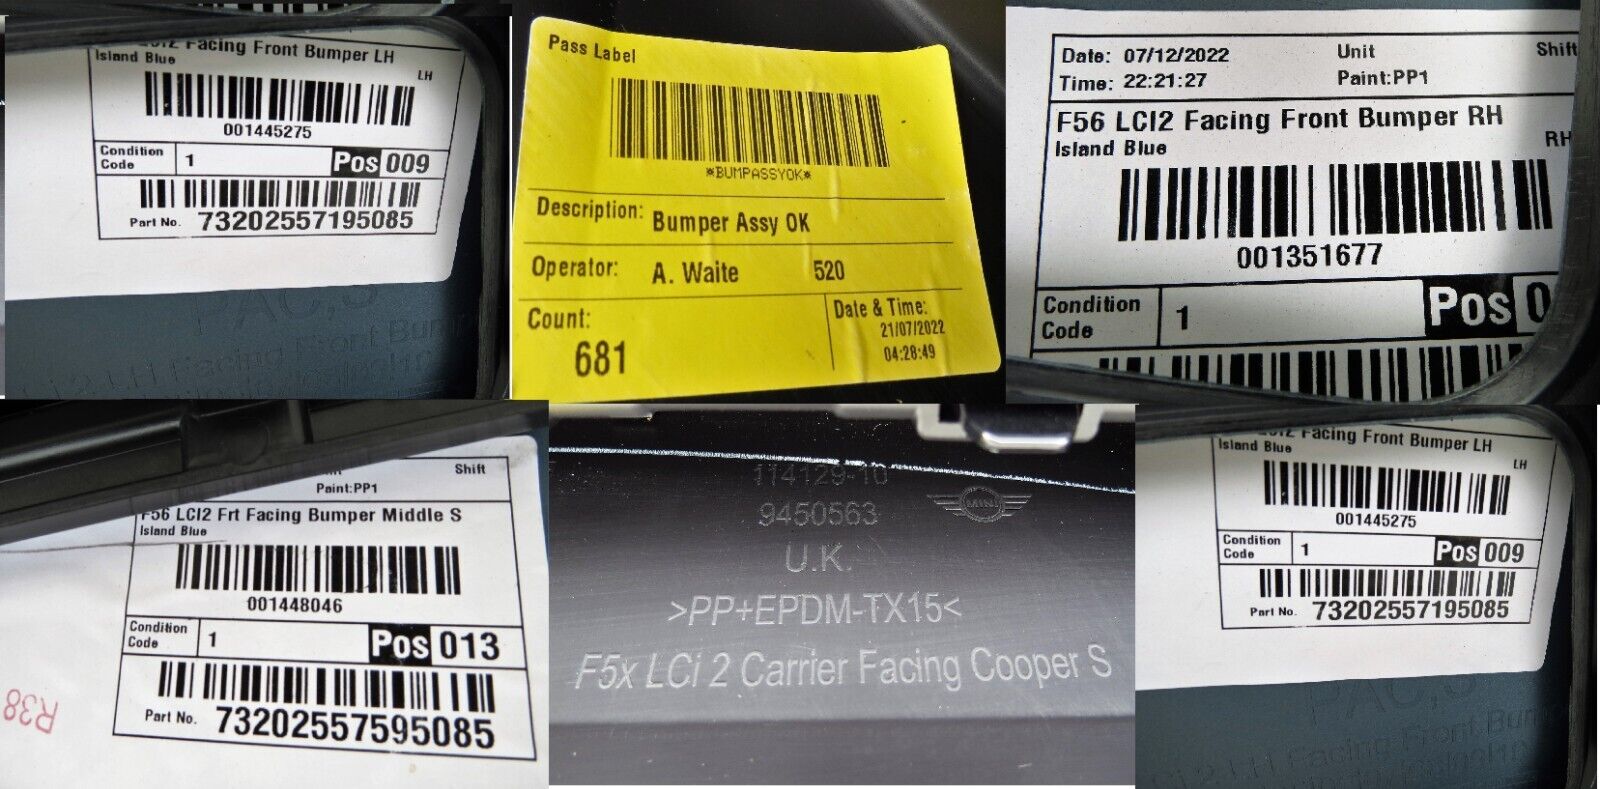 Facing Front Bumper LH
Island Blue
LH
001445275
Condition
Code
1
Pos 009
Part No. 73202557195085
Pass Label
*BUMPASSYOK*
Description: Bumper Assy OK
Operator: A. Waite 520
Count:
681
Date & Time:
21/07/2022
04:28:49
Date: 07/12/2022 Unit Shift
Time: 22:21:27 Paint:PP1
F56 LCI2 Facing Front Bumper RH
Island Blue
RH
001351677
Condition
Code
1
Pos 0
Shift
Paint:PP1
F56 LCI2 Frt Facing Bumper Middle S
Island Blue
001448046
Condition
Code
1
Pos 013
Part No. 73202557595085
R38
114129-10
9450563
MINI
U.K.
>PP+EPDM-TX15<
F5x LCi 2 Carrier Facing Cooper S
Facing Front Bumper LH
Island Blue
LH
001445275
Condition
Code
1
Pos 009
Part No. 73202557195085